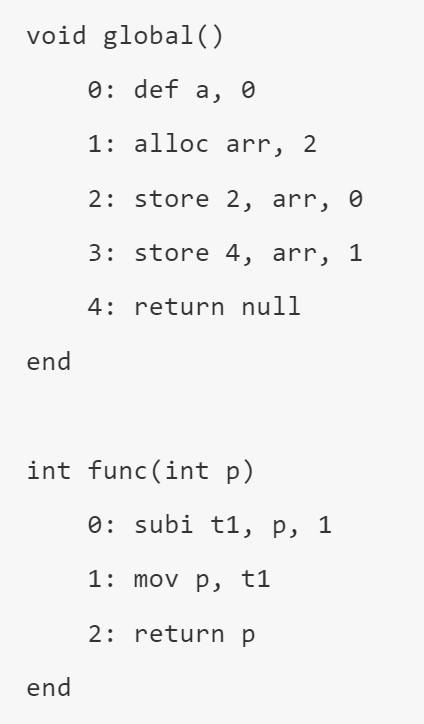 void global()
    0: def a, 0
    1: alloc arr, 2
    2: store 2, arr, 0
    3: store 4, arr, 1
    4: return null
end

int func(int p)
    0: subi t1, p, 1
    1: mov p, t1
    2: return p
end